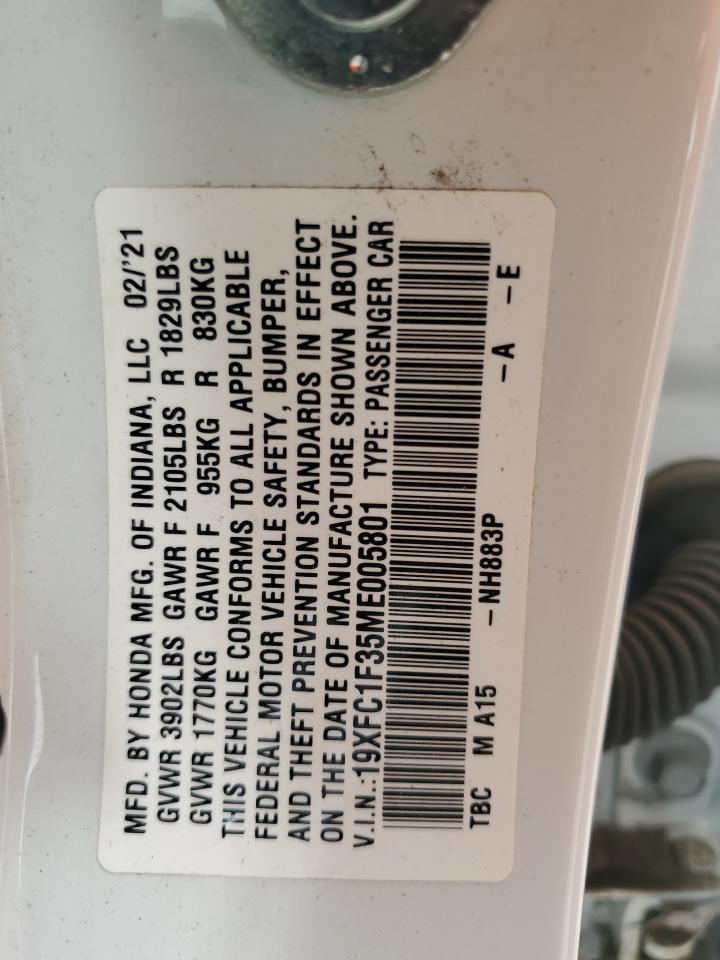 MFD. BY HONDA MFG. OF INDIANA, LLC 02/'21
GVWR 3902LBS GAWR F 2105LBS R 1829LBS
GVWR 1770KG GAWR F 955KG R 830KG
THIS VEHICLE CONFORMS TO ALL APPLICABLE
FEDERAL MOTOR VEHICLE SAFETY, BUMPER,
AND THEFT PREVENTION STANDARDS IN EFFECT
ON THE DATE OF MANUFACTURE SHOWN ABOVE.
V.I.N.:19XFC1F35ME005801 TYPE: PASSENGER CAR
TBC M A15 -NH883P -A -E